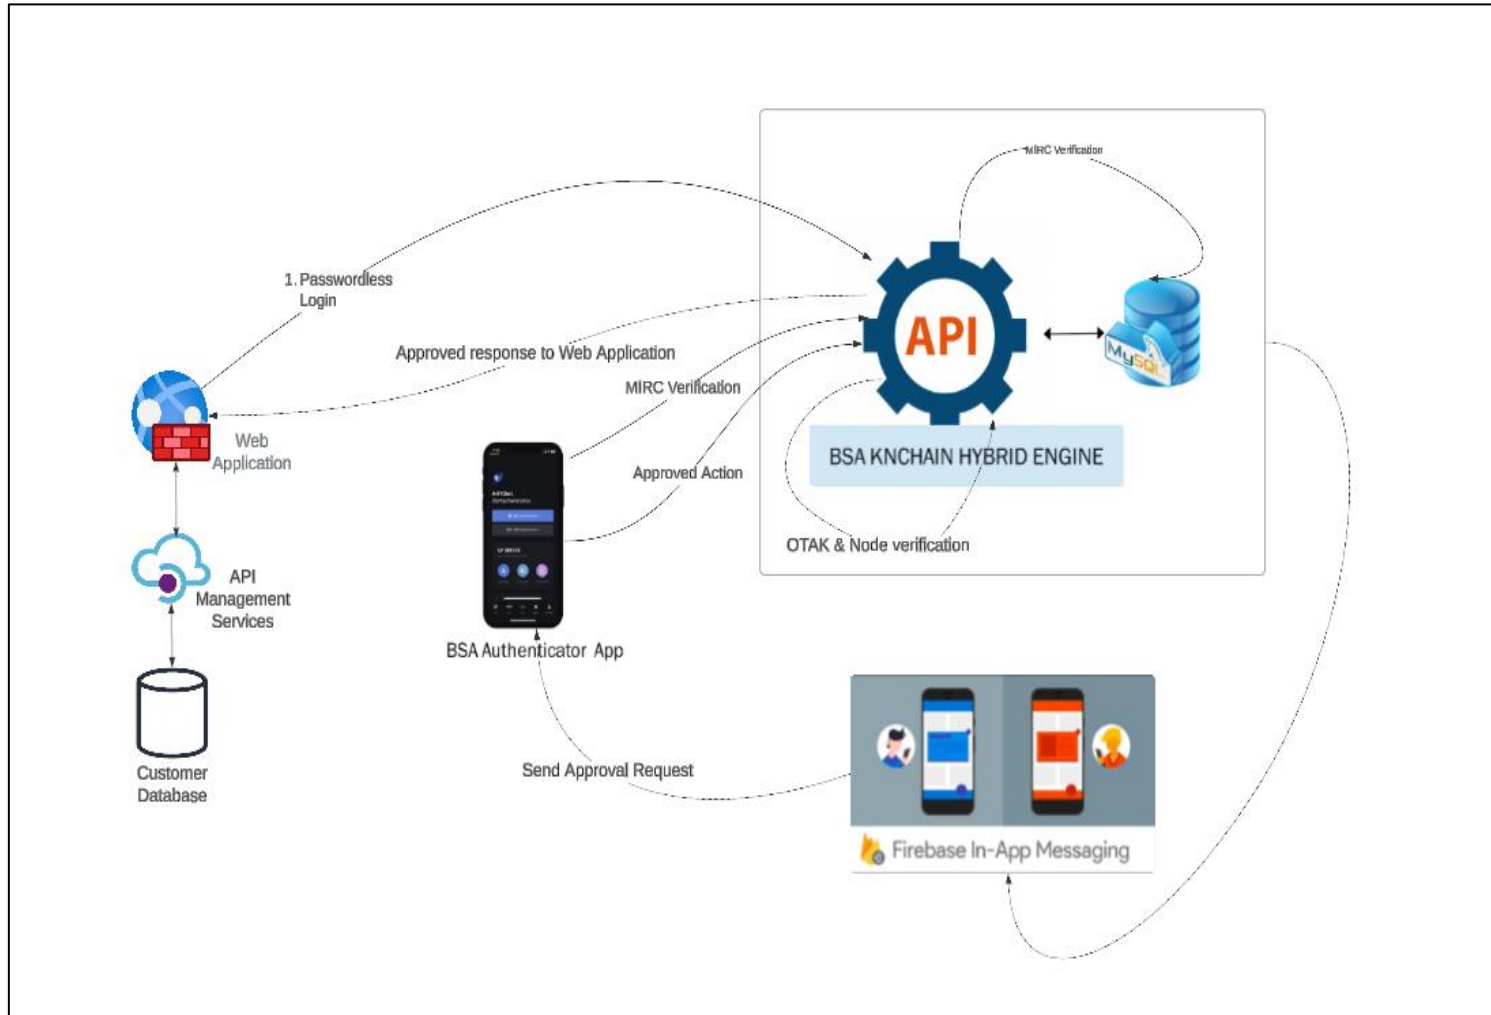 MIRC Verification
1. Passwordless
Login
API
Approved response to Web Application
MySQL
MIRC Verification
Web
Application
BSA KNCHAIN HYBRID ENGINE
Approved Action
OTAK & Node verification
API
Management
Services
BSA Authenticator App
Send Approval Request
Customer
Database
Firebase In-App Messaging